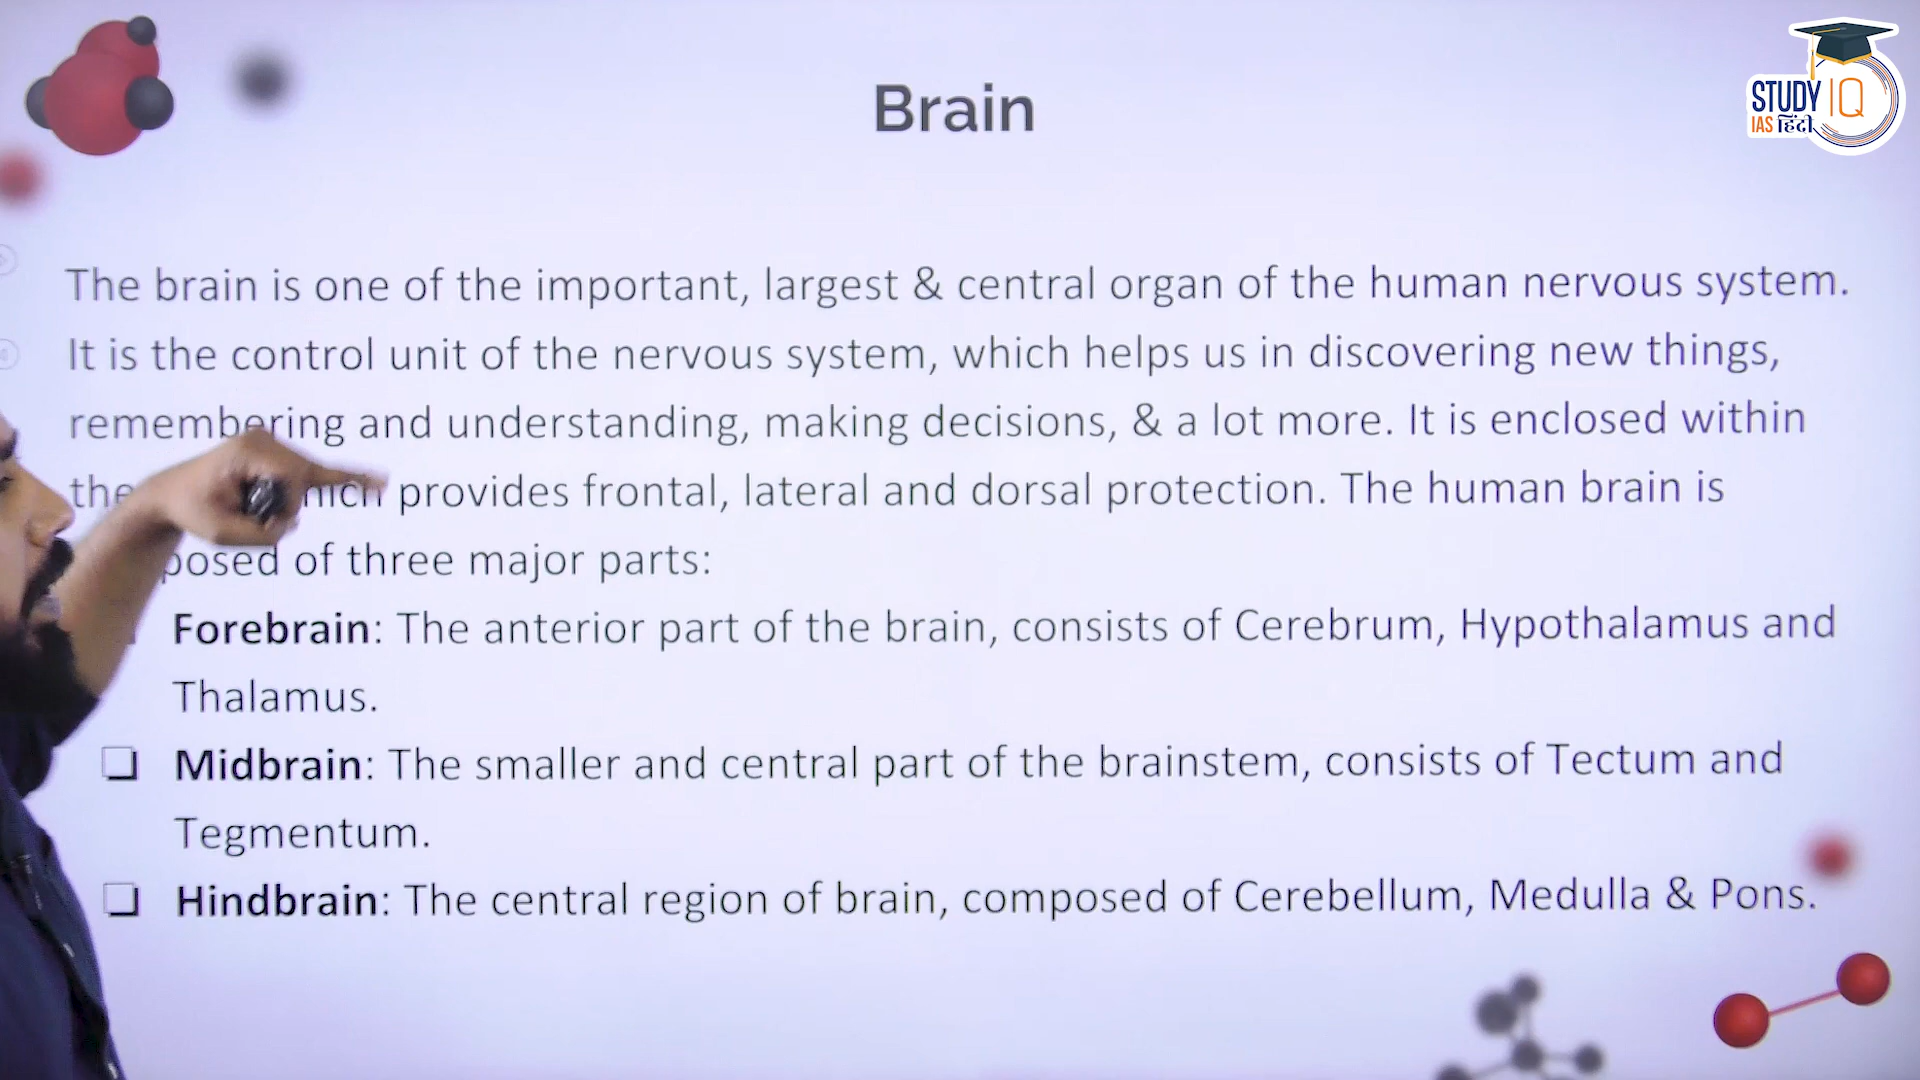 Brain
STUDY IQ
IAS हिंदी
The brain is one of the important, largest & central organ of the human nervous system.
It is the control unit of the nervous system, which helps us in discovering new things,
remembering and understanding, making decisions, & a lot more. It is enclosed within
the provides frontal, lateral and dorsal protection. The human brain is
of three major parts:
Forebrain: The anterior part of the brain, consists of Cerebrum, Hypothalamus and
Thalamus.
Midbrain: The smaller and central part of the brainstem, consists of Tectum and
Tegmentum.
Hindbrain: The central region of brain, composed of Cerebellum, Medulla & Pons.